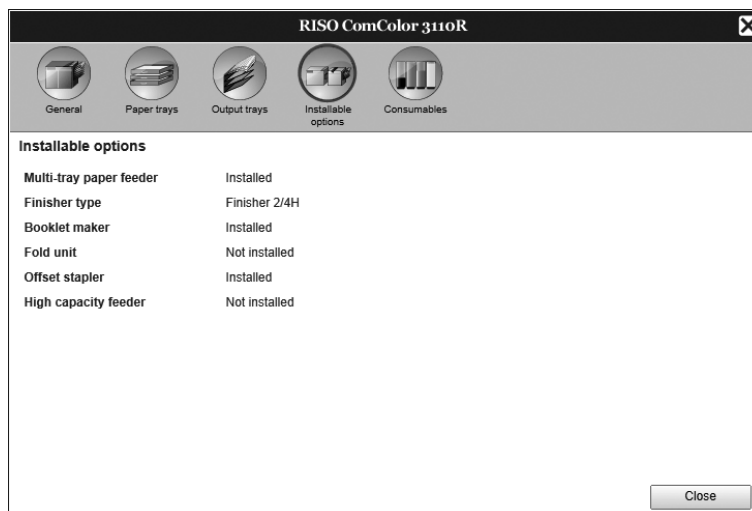 RISO ComColor 3110R
General
Paper trays
Output trays
Installable
options
Consumables
Installable options
Multi-tray paper feeder Installed
Finisher type Finisher 2/4H
Booklet maker Installed
Fold unit Not installed
Offset stapler Installed
High capacity feeder Not installed
Close